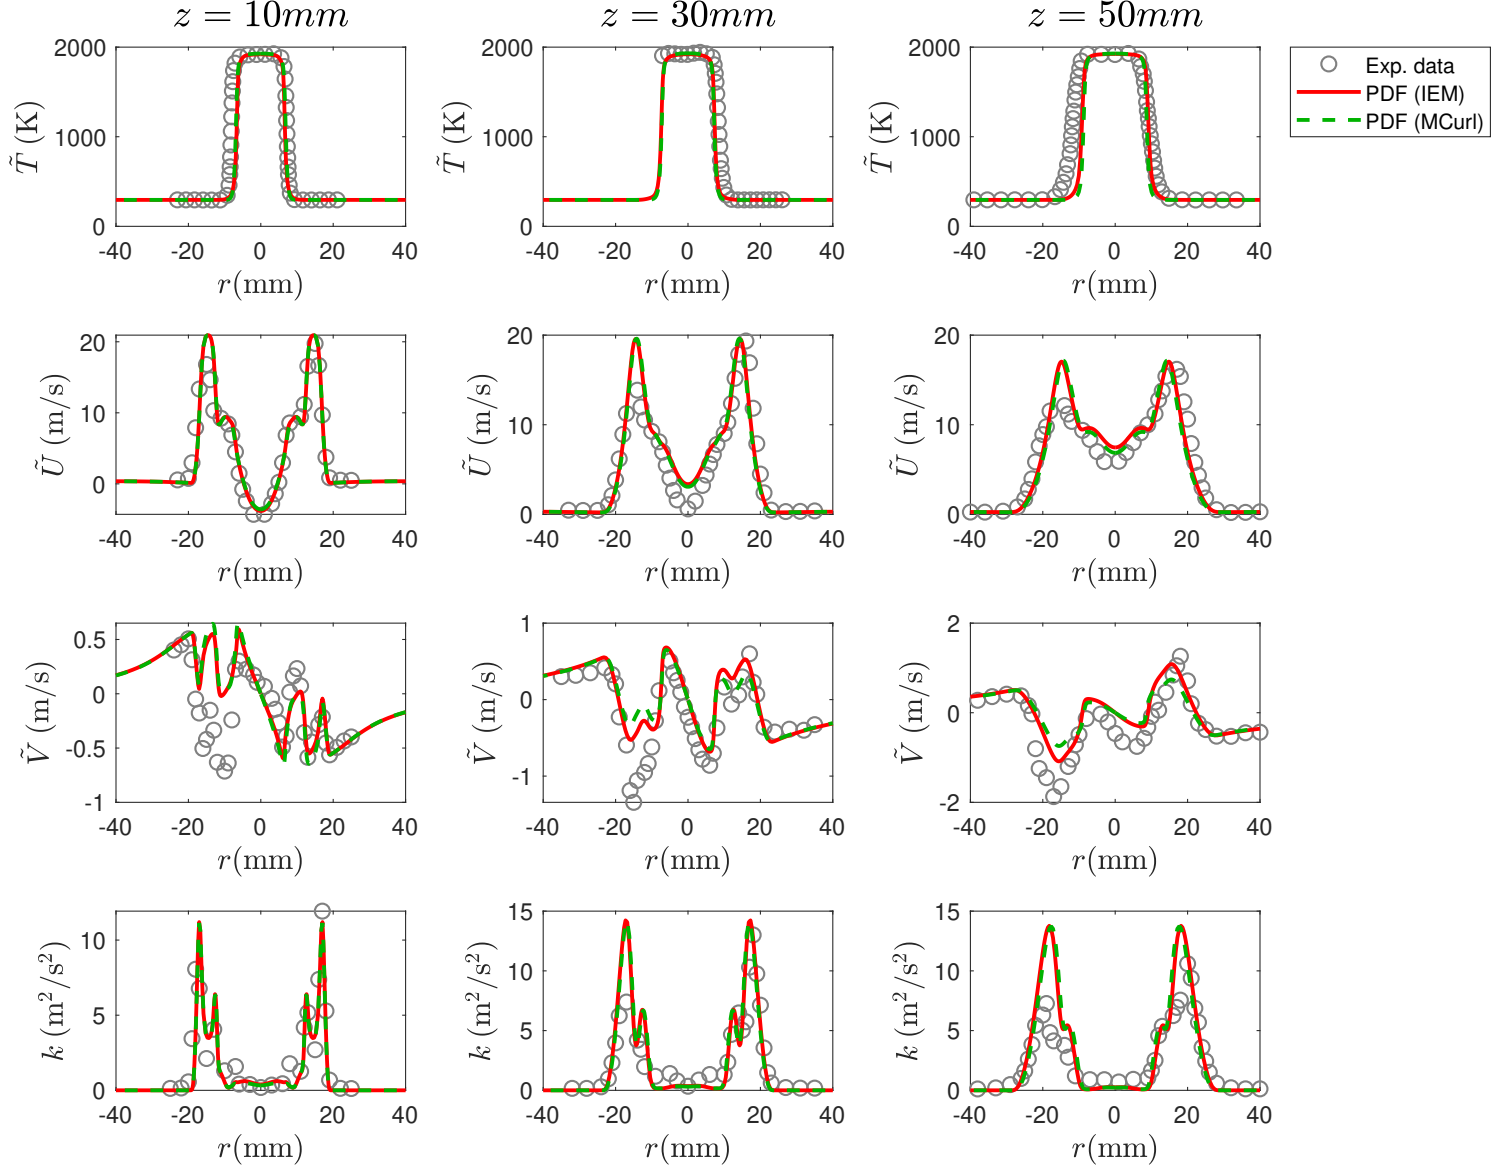 z = 10mm
z = 30mm
z = 50mm
Exp. data
PDF (IEM)
PDF (MCurl)
T̃ (K)
2000
1000
0
-40 -20 0 20 40
r(mm)
T̃ (K)
2000
1000
0
-40 -20 0 20 40
r(mm)
T̃ (K)
2000
1000
0
-40 -20 0 20 40
r(mm)
Ũ (m/s)
20
10
0
-40 -20 0 20 40
r(mm)
Ũ (m/s)
20
10
0
-40 -20 0 20 40
r(mm)
Ũ (m/s)
20
10
0
-40 -20 0 20 40
r(mm)
Ṽ (m/s)
0.5
0
-0.5
-1
-40 -20 0 20 40
r(mm)
Ṽ (m/s)
1
0
-1
-40 -20 0 20 40
r(mm)
Ṽ (m/s)
2
0
-2
-40 -20 0 20 40
r(mm)
k (m²/s²)
10
5
0
-40 -20 0 20 40
r(mm)
k (m²/s²)
15
10
5
0
-40 -20 0 20 40
r(mm)
k (m²/s²)
15
10
5
0
-40 -20 0 20 40
r(mm)